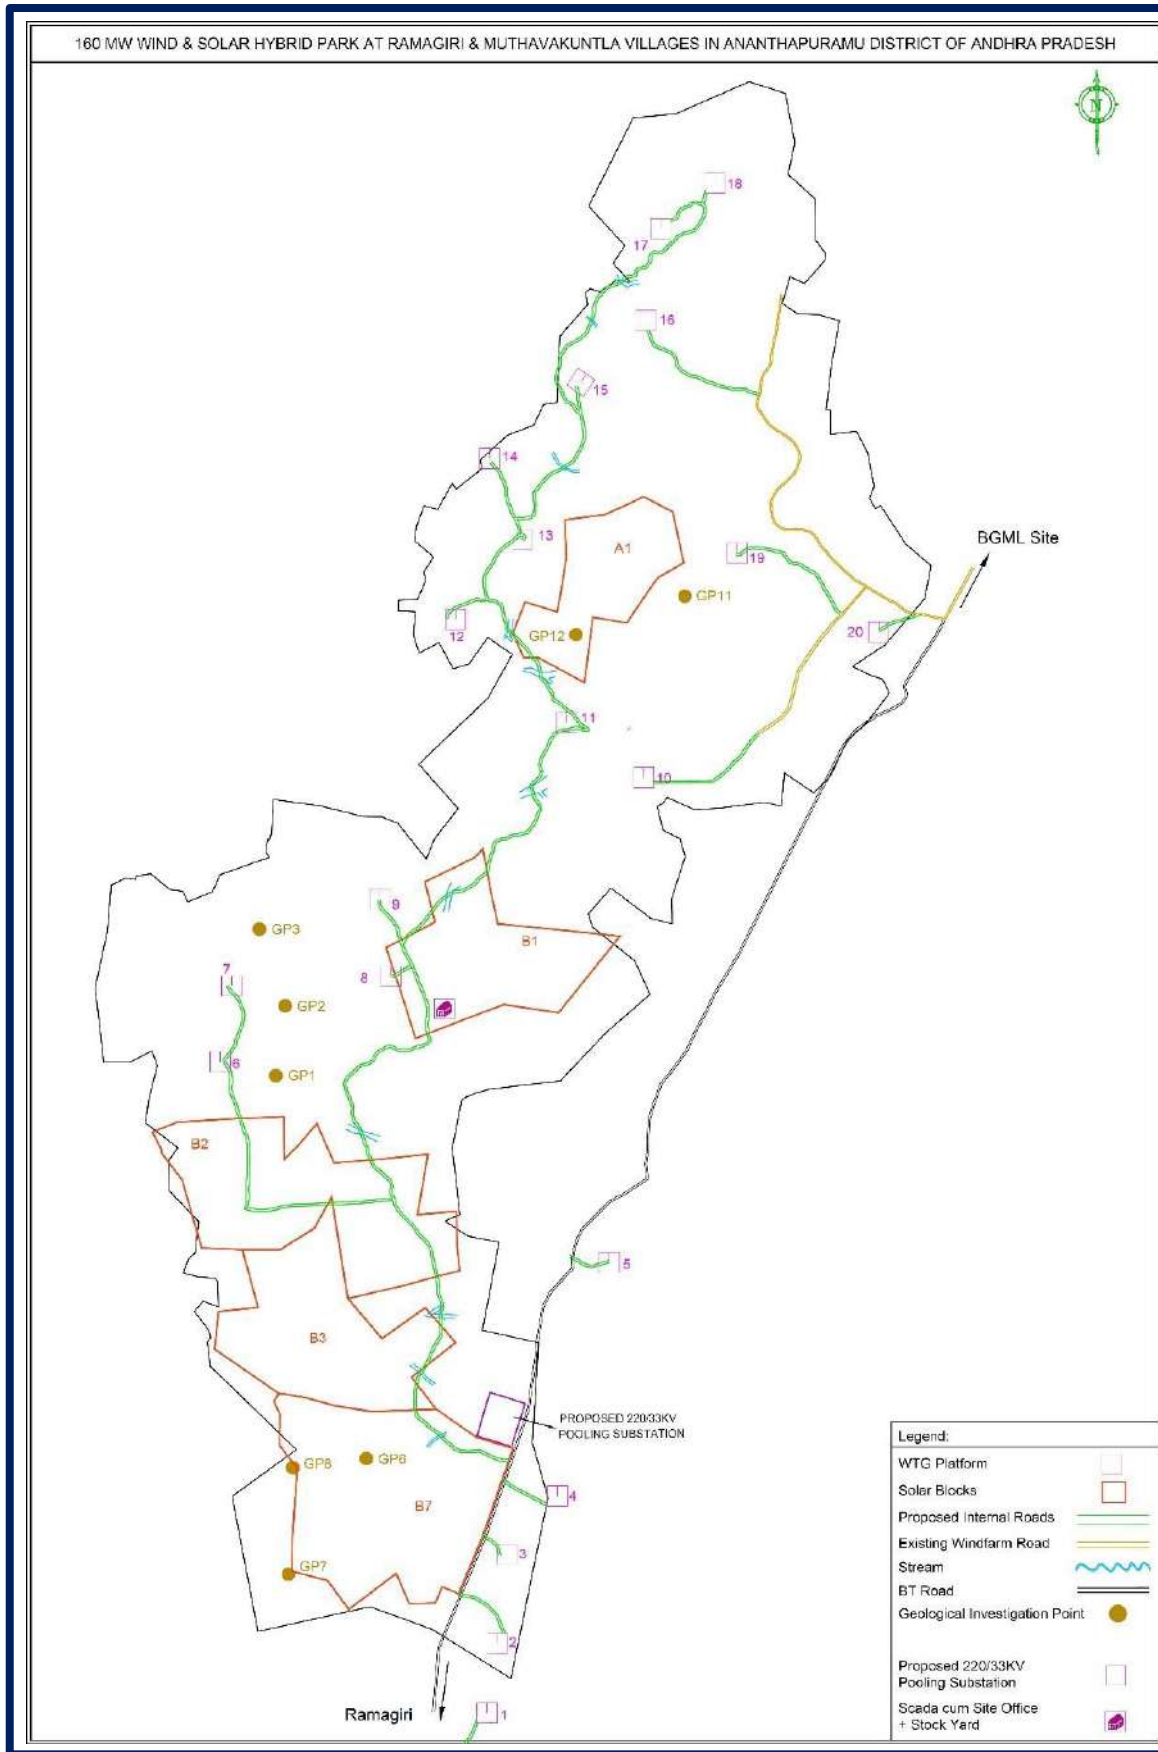 160 MW WIND & SOLAR HYBRID PARK AT RAMAGIRI & MUTHAVAKUNTLA VILLAGES IN ANANTHAPURAMU DISTRICT OF ANDHRA PRADESH
N
18
17
16
15
14
13
A1
19
BGML Site
GP11
12
GP12
20
11
10
9
GP3
B1
7
8
GP2
6
GP1
B2
5
B3
PROPOSED 220/33KV
POOLING SUBSTATION
GP8
GP6
B7
4
3
GP7
2
Ramagiri
1
Legend:
WTG Platform
Solar Blocks
Proposed Internal Roads
Existing Windfarm Road
Stream
BT Road
Geological Investigation Point
Proposed 220/33KV
Pooling Substation
Scada cum Site Office
+ Stock Yard